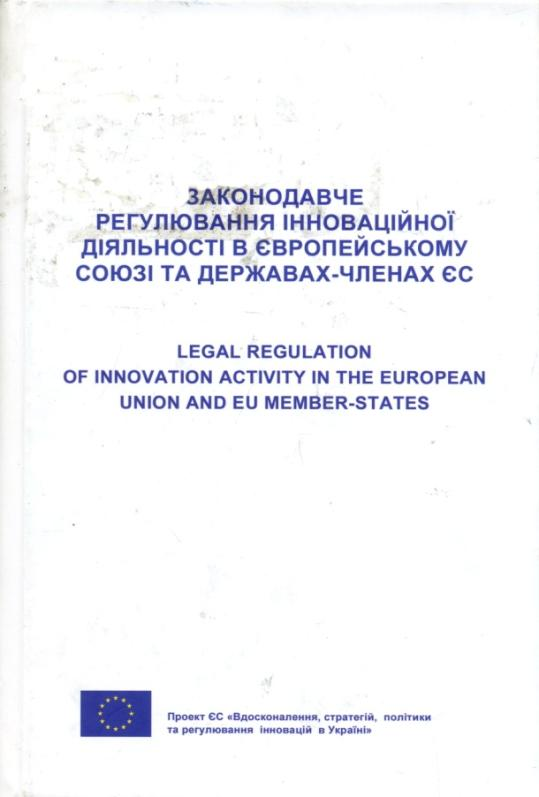 ЗАКОНОДАВЧЕ
РЕГУЛЮВАННЯ ІННОВАЦІЙНОЇ
ДІЯЛЬНОСТІ В ЄВРОПЕЙСЬКОМУ
СОЮЗІ ТА ДЕРЖАВАХ-ЧЛЕНАХ ЄС
LEGAL REGULATION
OF INNOVATION ACTIVITY IN THE EUROPEAN
UNION AND EU MEMBER-STATES
Проект ЄС «Вдосконалення, стратегій, політики
та регулювання інновацій в Україні»